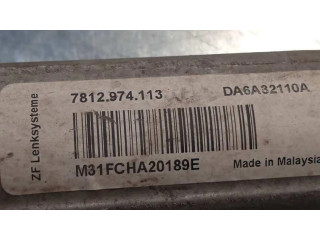 ZF Lenksysteme
7812.974.113 DA6A32110A
M31FCHA20189E Made in Malaysia